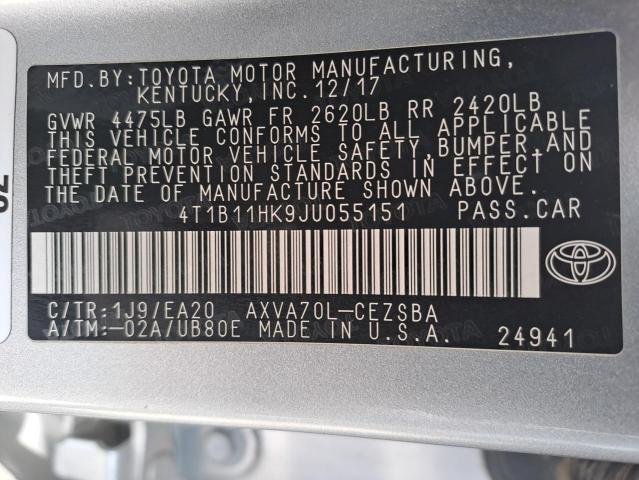 MFD.BY:TOYOTA MOTOR MANUFACTURING,
KENTUCKY,INC.12/17
GVWR 4475LB GAWR FR 2620LB RR 2420LB
THIS VEHICLE CONFORMS TO ALL APPLICABLE
FEDERAL MOTOR VEHICLE SAFETY,BUMPER,AND
THEFT PREVENTION STANDARDS IN EFFECT ON
THE DATE OF MANUFACTURE SHOWN ABOVE.
4T1B11HK9JU055151 PASS.CAR
C/TR:1J9/EA20 AXVA70L-CEZSBA
A/TM:-02A/UB80E MADE IN U.S.A. 24941